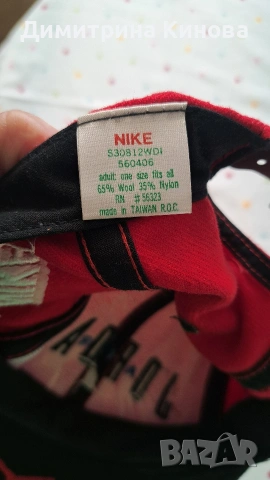 Димитрина Кинова
NIKE
S30812WDI
560406
adult: one size fits all
65% Wool 35% Nylon
RN # 56323
made in TAIWAN R.O.C.
JORDAN
BAZAR